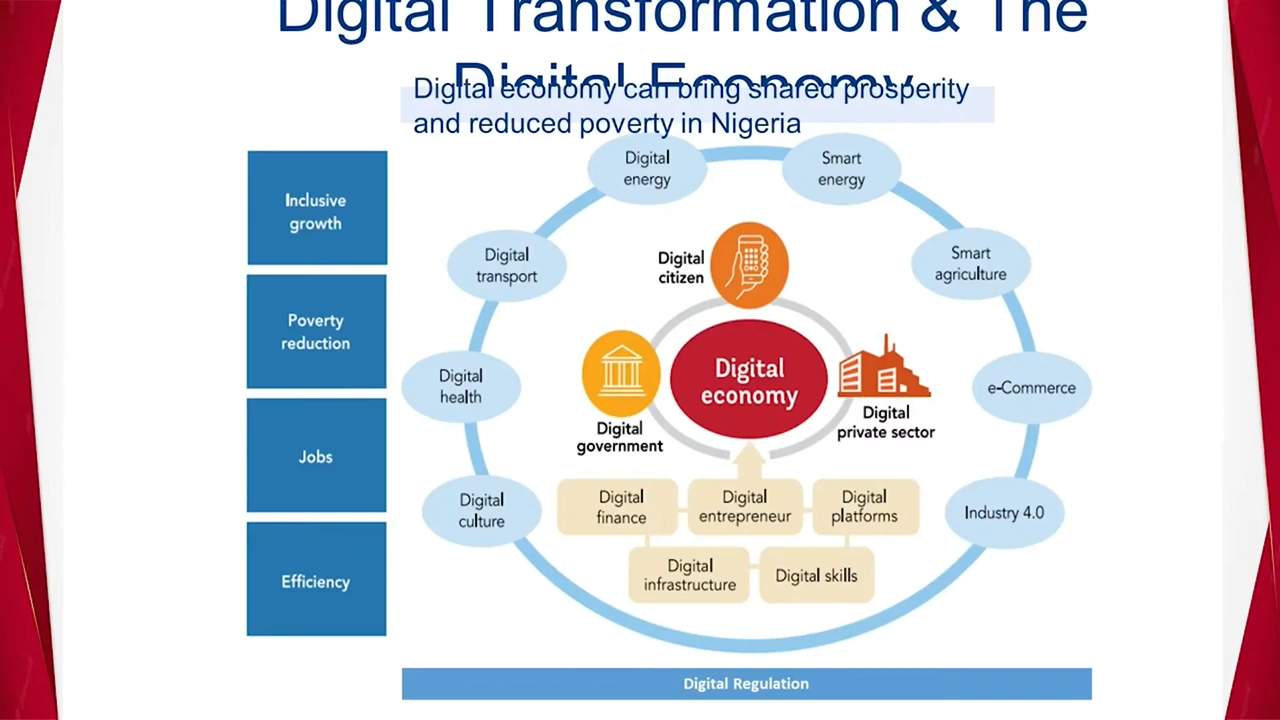 Digital Transformation & The
Digital Economy
Digital economy can bring shared prosperity
and reduced poverty in Nigeria
Inclusive
growth
Poverty
reduction
Jobs
Efficiency
Digital
energy
Smart
energy
Digital
transport
Smart
agriculture
Digital
citizen
Digital
health
Digital
economy
e-Commerce
Digital
government
Digital
private sector
Digital
culture
Digital
finance
Digital
entrepreneur
Digital
platforms
Industry 4.0
Digital
infrastructure
Digital skills
Digital Regulation